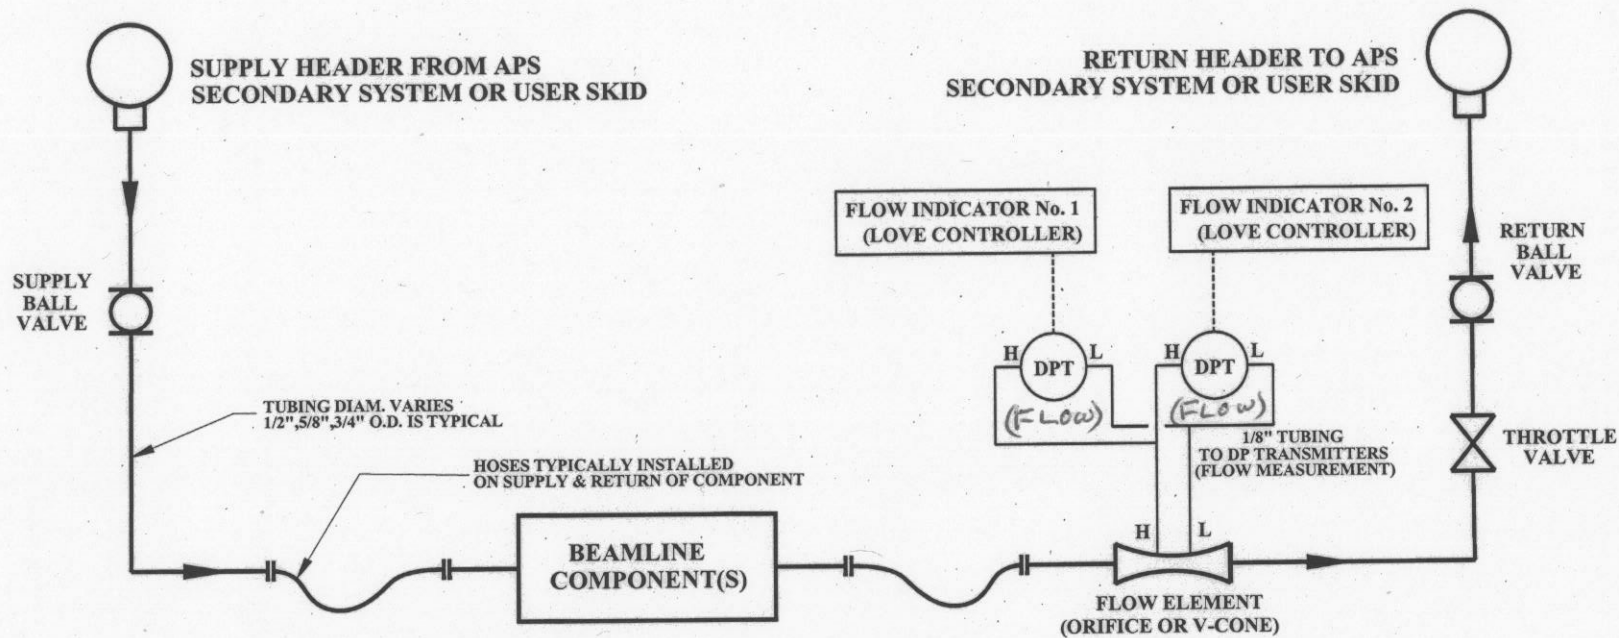 SUPPLY HEADER FROM APS
SECONDARY SYSTEM OR USER SKID
RETURN HEADER TO APS
SECONDARY SYSTEM OR USER SKID
FLOW INDICATOR No. 1
(LOVE CONTROLLER)
FLOW INDICATOR No. 2
(LOVE CONTROLLER)
RETURN
BALL
VALVE
SUPPLY
BALL
VALVE
H
DPT
L
H
DPT
L
(FLOW)
(FLOW)
TUBING DIAM. VARIES
1/2",5/8",3/4" O.D. IS TYPICAL
1/8" TUBING
TO DP TRANSMITTERS
(FLOW MEASUREMENT)
THROTTLE
VALVE
HOSES TYPICALLY INSTALLED
ON SUPPLY & RETURN OF COMPONENT
H
L
BEAMLINE
COMPONENT(S)
FLOW ELEMENT
(ORIFICE OR V-CONE)